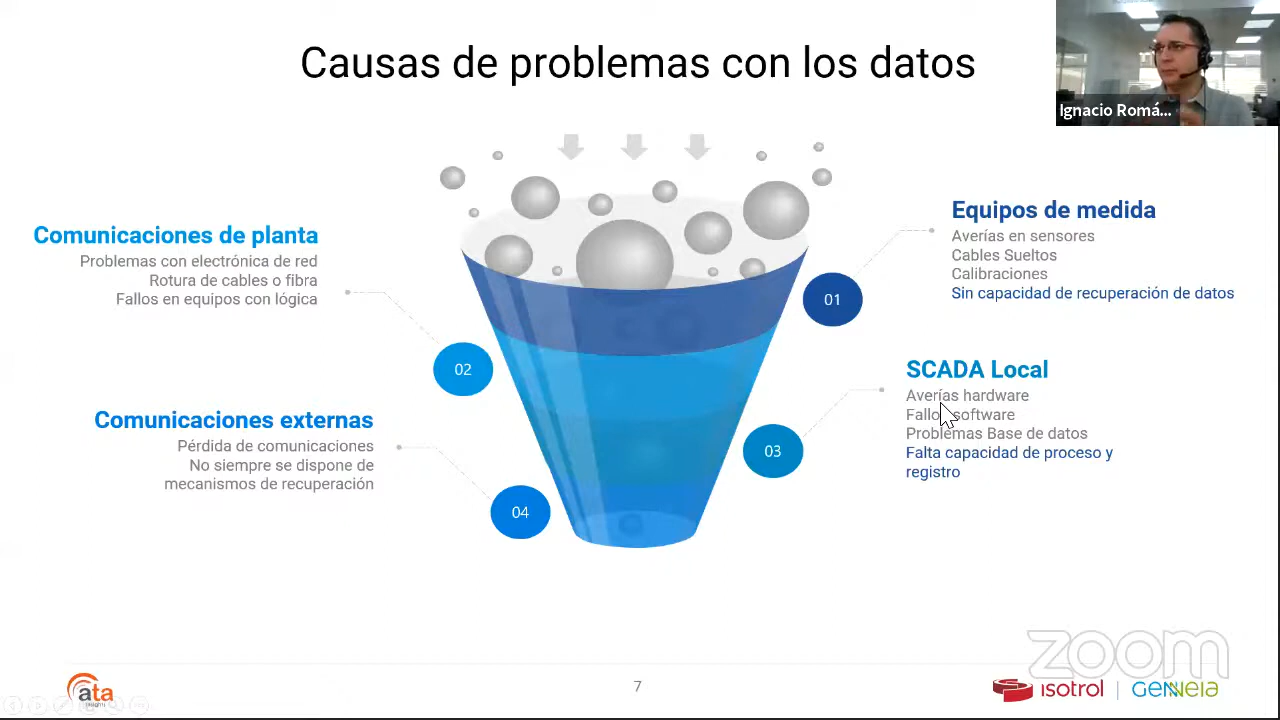 Causas de problemas con los datos
Ignacio Romá...
Comunicaciones de planta
Problemas con electrónica de red
Rotura de cables o fibra
Fallos en equipos con lógica
02
Comunicaciones externas
Pérdida de comunicaciones
No siempre se dispone de
mecanismos de recuperación
04
Equipos de medida
Averías en sensores
Cables Sueltos
Calibraciones
Sin capacidad de recuperación de datos
01
SCADA Local
Averías hardware
Fallos software
Problemas Base de datos
Falta capacidad de proceso y
registro
03
zoom
ata
insights
7
isotrol
GENNEIA